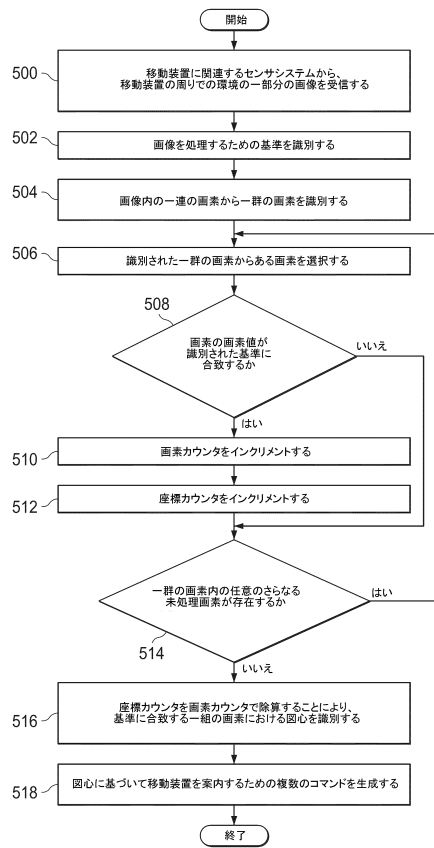 開始
500
移動装置に関連するセンサシステムから、
移動装置の周りでの環境の一部分の画像を受信する
502
画像を処理するための基準を識別する
504
画像内の一連の画素から一群の画素を識別する
506
識別された一群の画素からある画素を選択する
508
画素の画素値が
識別された基準に
合致するか
いいえ
はい
510
画素カウンタをインクリメントする
512
座標カウンタをインクリメントする
一群の画素内の任意のさらなる
未処理画素が存在するか
はい
514
いいえ
516
座標カウンタを画素カウンタで除算することにより、
基準に合致する一組の画素における図心を識別する
518
図心に基づいて移動装置を案内するための複数のコマンドを生成する
終了